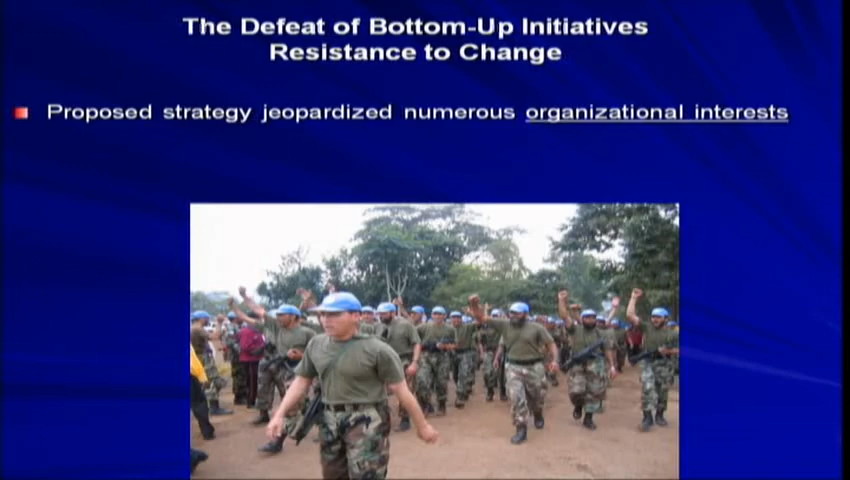 The Defeat of Bottom-Up Initiatives
Resistance to Change
Proposed strategy jeopardized numerous organizational interests